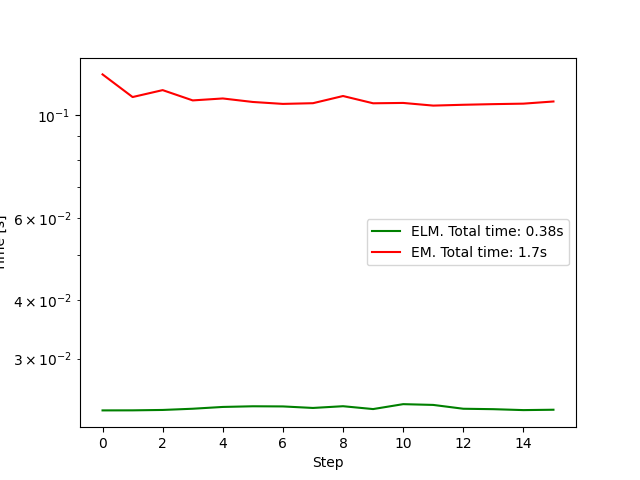 10⁻¹
6 × 10⁻²
4 × 10⁻²
3 × 10⁻²
ELM. Total time: 0.38s
EM. Total time: 1.7s
0 2 4 6 8 10 12 14
Step